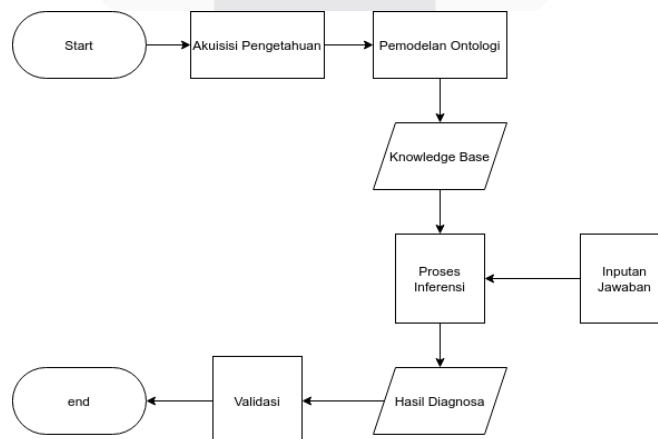 Start
Akuisisi Pengetahuan
Pemodelan Ontologi
Knowledge Base
Proses
Inferensi
Inputan
Jawaban
Hasil Diagnosa
Validasi
end